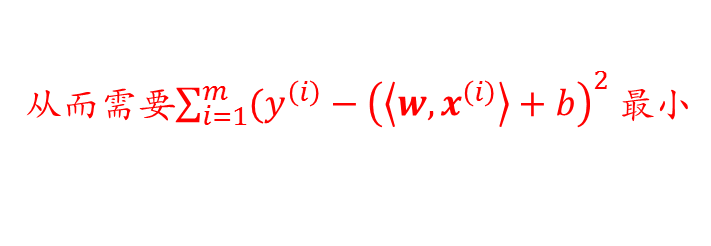 从而需要∑_{i=1}^{m}(y^{(i)} − (⟨w, x^{(i)}⟩ + b)^2 最小